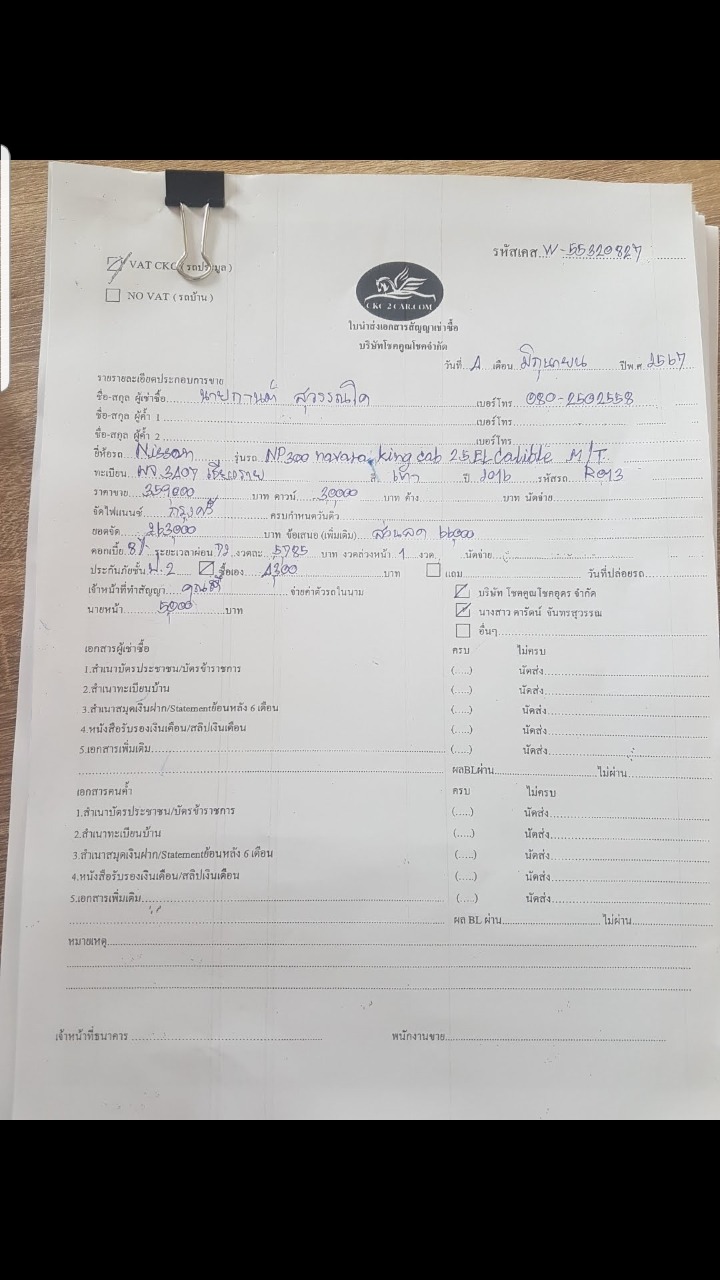 รหัสเคส W-55320827
VAT CKC (รถประมูล)
NO VAT (รถบ้าน)
CKC 2 CAR.COM
ใบนำส่งเอกสารสัญญาเช่าซื้อ
บริษัทโชคคูณโชคจำกัด
วันที่ 1 เดือน มิถุนายน ปีพ.ศ. 2567
รายรายละเอียดประกอบการขาย
ชื่อ-สกุล ผู้เช่าซื้อ นายกานต์ เบอร์โทร 080-2502558
ชื่อ-สกุล ผู้ค้ำ 1 เบอร์โทร
ชื่อ-สกุล ผู้ค้ำ 2 เบอร์โทร
ยี่ห้อรถ Nissan รุ่นรถ NP300 navara king cab 2.5 EL Calible M/T
ทะเบียน 3407 เชียงราย สี เทา ปี 2016 รหัสรถ R013
ราคาขาย 359000 บาท ดาวน์ 30000 บาท ค้าง บาท นัดจ่าย
จัดไฟแนนซ์ กรุงศรี ครบกำหนดวันดิว
ยอดจัด 263000 บาท ข้อเสนอ (เพิ่มเติม) ส่วนลด 66000
ดอกเบี้ย 8% ระยะเวลาผ่อน 72 งวดละ 5785 บาท งวดล่วงหน้า 1 งวด นัดจ่าย
ประกันภัยชั้น ป.2 ซื้อเอง 4300 บาท แถม วันที่ปล่อยรถ
เจ้าหน้าที่ทำสัญญา จ่ายค่าตัวรถในนาม บริษัท โชคคูณโชคอุดร จำกัด
นายหน้า 5000 บาท นางสาว ดารัตน์ จันทรสุวรรณ
อื่นๆ
เอกสารผู้เช่าซื้อ ครบ ไม่ครบ
1.สำเนาบัตรประชาชน/บัตรข้าราชการ (.....) นัดส่ง
2.สำเนาทะเบียนบ้าน (.....) นัดส่ง
3.สำเนาสมุดเงินฝาก/Statementย้อนหลัง 6 เดือน (.....) นัดส่ง
4.หนังสือรับรองเงินเดือน/สลิปเงินเดือน (.....) นัดส่ง
5.เอกสารเพิ่มเติม (.....) นัดส่ง
ผลBLผ่าน ไม่ผ่าน
เอกสารคนค้ำ ครบ ไม่ครบ
1.สำเนาบัตรประชาชน/บัตรข้าราชการ (.....) นัดส่ง
2.สำเนาทะเบียนบ้าน (.....) นัดส่ง
3.สำเนาสมุดเงินฝาก/Statementย้อนหลัง 6 เดือน (.....) นัดส่ง
4.หนังสือรับรองเงินเดือน/สลิปเงินเดือน (.....) นัดส่ง
5.เอกสารเพิ่มเติม (.....) นัดส่ง
ผล BL ผ่าน ไม่ผ่าน
หมายเหตุ
เจ้าหน้าที่ธนาคาร พนักงานขาย